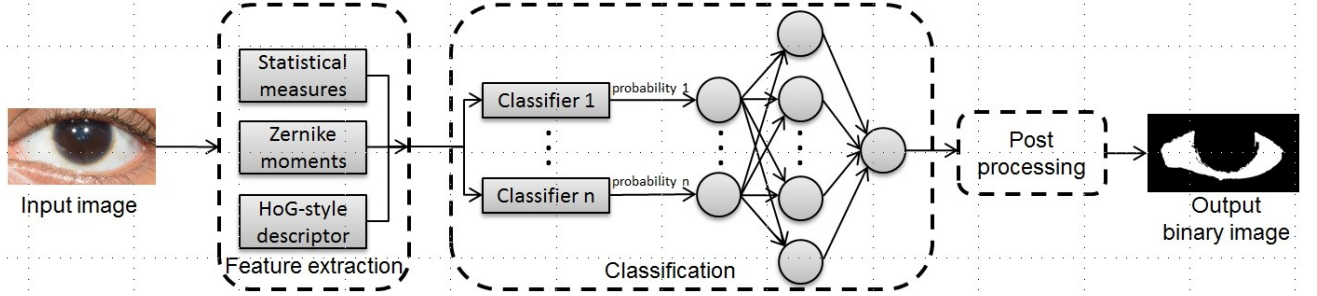 Input image
Statistical
measures
Zernike
moments
HoG-style
descriptor
Feature extraction
Classifier 1
probability 1
Classifier n
probability n
Classification
Post
processing
Output
binary image